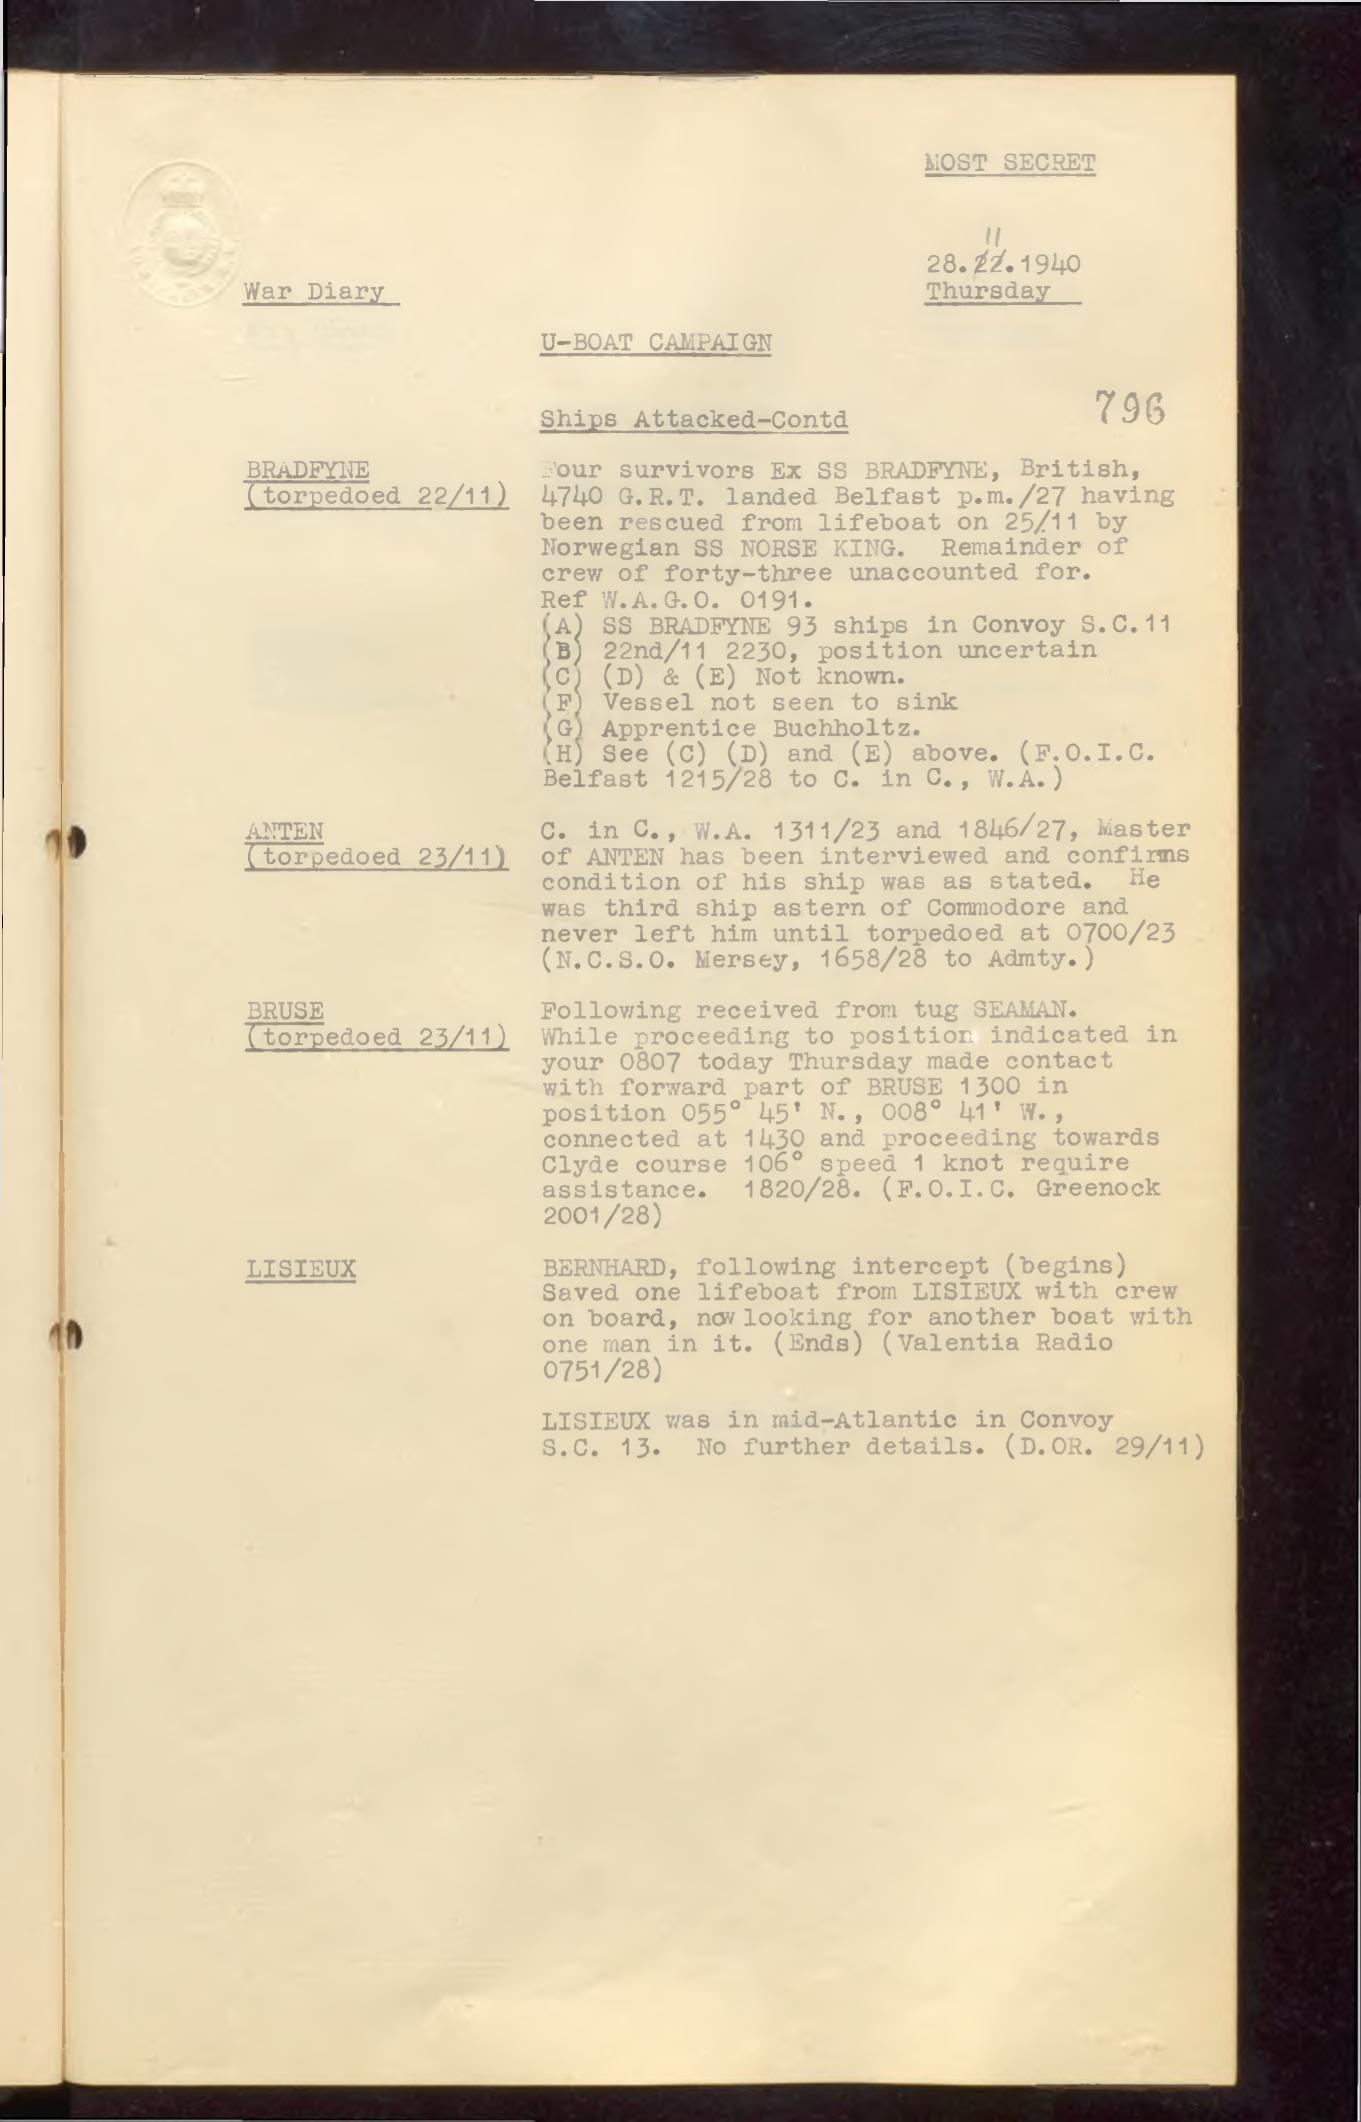 MOST SECRET
11
28.22.1940
War Diary
Thursday
U-BOAT CAMPAIGN
Ships Attacked-Contd
796
BRADFYNE
(torpedoed 22/11)
Four survivors Ex SS BRADFYNE, British,
4740 G.R.T. landed Belfast p.m./27 having
been rescued from lifeboat on 25/11 by
Norwegian SS NORSE KING. Remainder of
crew of forty-three unaccounted for.
Ref W.A.G.O. 0191.
(A) SS BRADFYNE 93 ships in Convoy S.C.11
(B) 22nd/11 2230, position uncertain
(C) (D) & (E) Not known.
(F) Vessel not seen to sink
(G) Apprentice Buchholtz.
(H) See (C) (D) and (E) above. (F.O.I.C.
Belfast 1215/28 to C. in C., W.A.)
ANTEN
(torpedoed 23/11)
C. in C., W.A. 1311/23 and 1846/27, Master
of ANTEN has been interviewed and confirms
condition of his ship was as stated. He
was third ship astern of Commodore and
never left him until torpedoed at 0700/23
(N.C.S.O. Mersey, 1658/28 to Admty.)
BRUSE
(torpedoed 23/11)
Following received from tug SEAMAN.
While proceeding to position indicated in
your 0807 today Thursday made contact
with forward part of BRUSE 1300 in
position 055° 45' N., 008° 41' W.,
connected at 1430 and proceeding towards
Clyde course 106° speed 1 knot require
assistance. 1820/28. (F.O.I.C. Greenock
2001/28)
LISIEUX
BERNHARD, following intercept (begins)
Saved one lifeboat from LISIEUX with crew
on board, now looking for another boat with
one man in it. (Ends) (Valentia Radio
0751/28)
LISIEUX was in mid-Atlantic in Convoy
S.C. 13. No further details. (D.OR. 29/11)